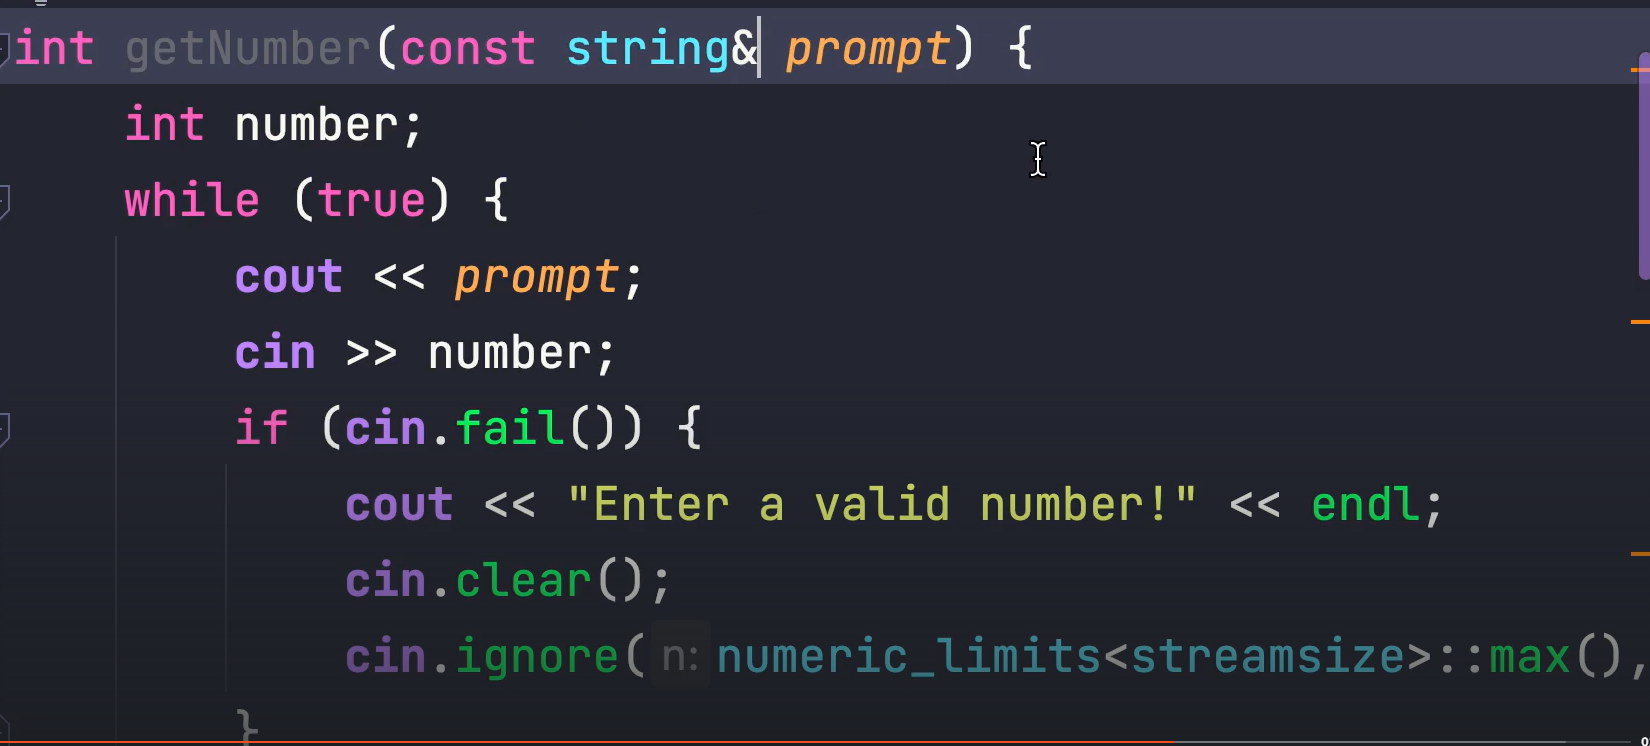 int getNumber(const string& prompt) {
int number;
while (true) {
cout << prompt;
cin >> number;
if (cin.fail()) {
cout << "Enter a valid number!" << endl;
cin.clear();
cin.ignore( n: numeric_limits<streamsize>::max(),
}